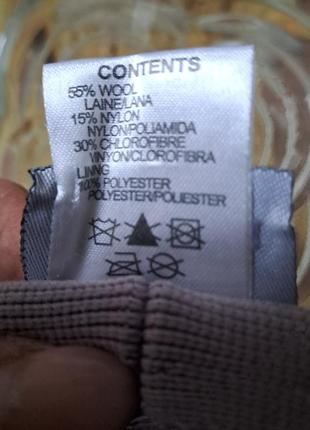 CONTENTS
55% WOOL
LAINE/LANA
15% NYLON
NYLON/POLIAMIDA
30% CHLOROFIBRE
VINYON/CLOROFIBRA
LINING
100% POLYESTER
POLYESTER/POLIESTER